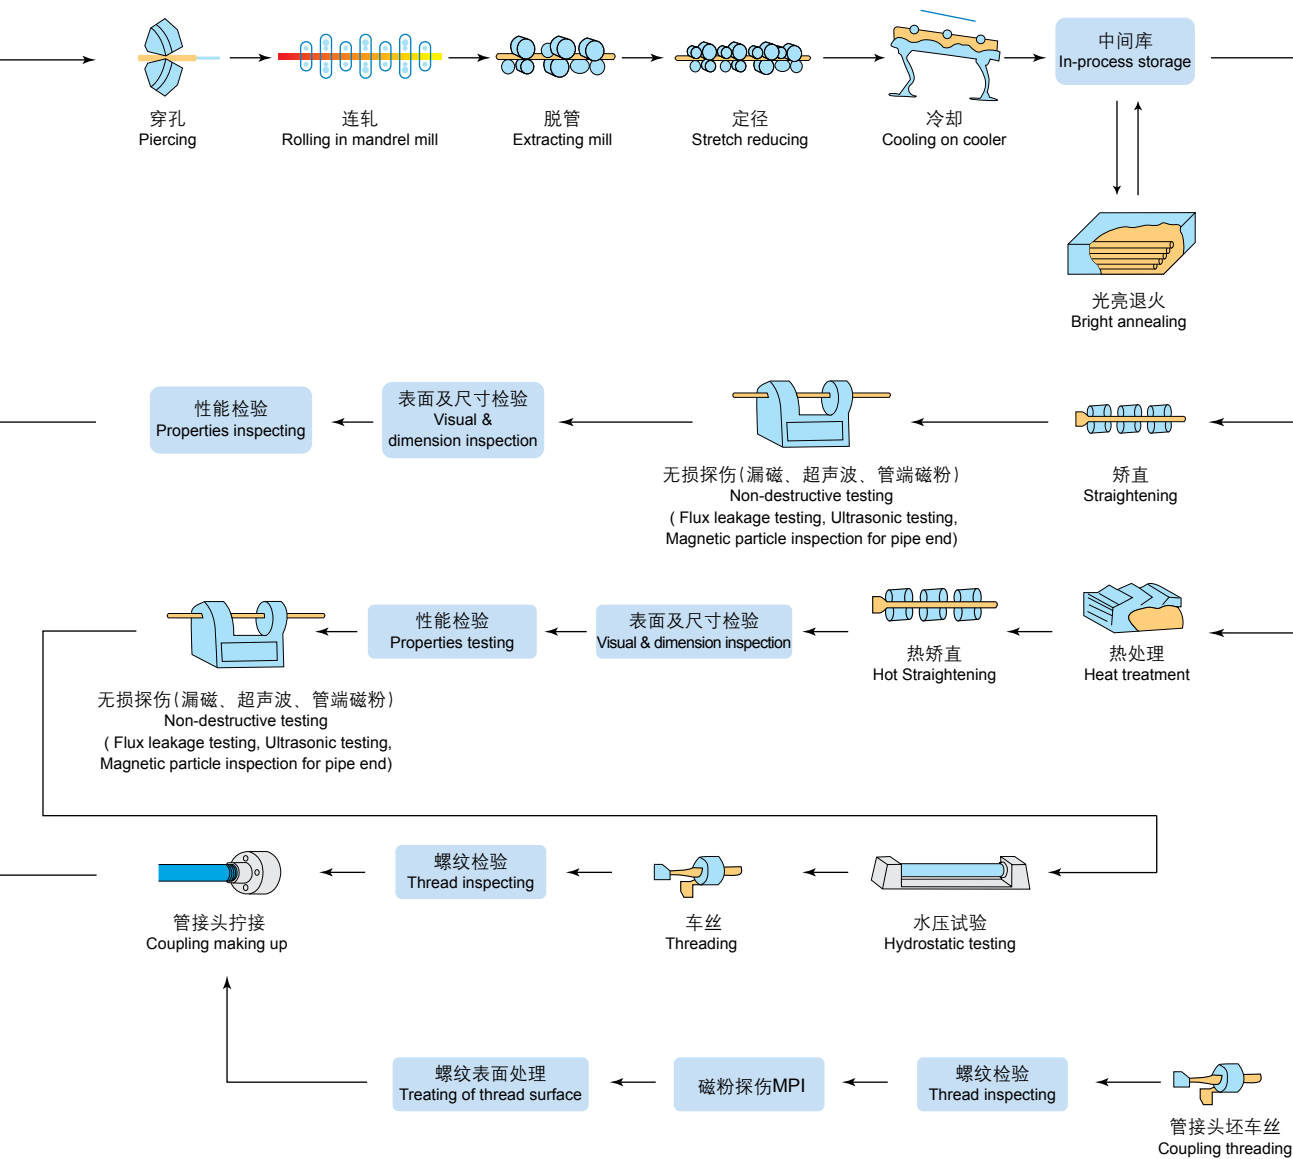 穿孔
Piercing
连轧
Rolling in mandrel mill
脱管
Extracting mill
定径
Stretch reducing
冷却
Cooling on cooler
中间库
In-process storage
光亮退火
Bright annealing
性能检验
Properties inspecting
表面及尺寸检验
Visual &
dimension inspection
无损探伤(漏磁、超声波、管端磁粉)
Non-destructive testing
( Flux leakage testing, Ultrasonic testing,
Magnetic particle inspection for pipe end)
矫直
Straightening
无损探伤(漏磁、超声波、管端磁粉)
Non-destructive testing
( Flux leakage testing, Ultrasonic testing,
Magnetic particle inspection for pipe end)
性能检验
Properties testing
表面及尺寸检验
Visual & dimension inspection
热矫直
Hot Straightening
热处理
Heat treatment
管接头拧接
Coupling making up
螺纹检验
Thread inspecting
车丝
Threading
水压试验
Hydrostatic testing
螺纹表面处理
Treating of thread surface
磁粉探伤MPI
螺纹检验
Thread inspecting
管接头坯车丝
Coupling threading